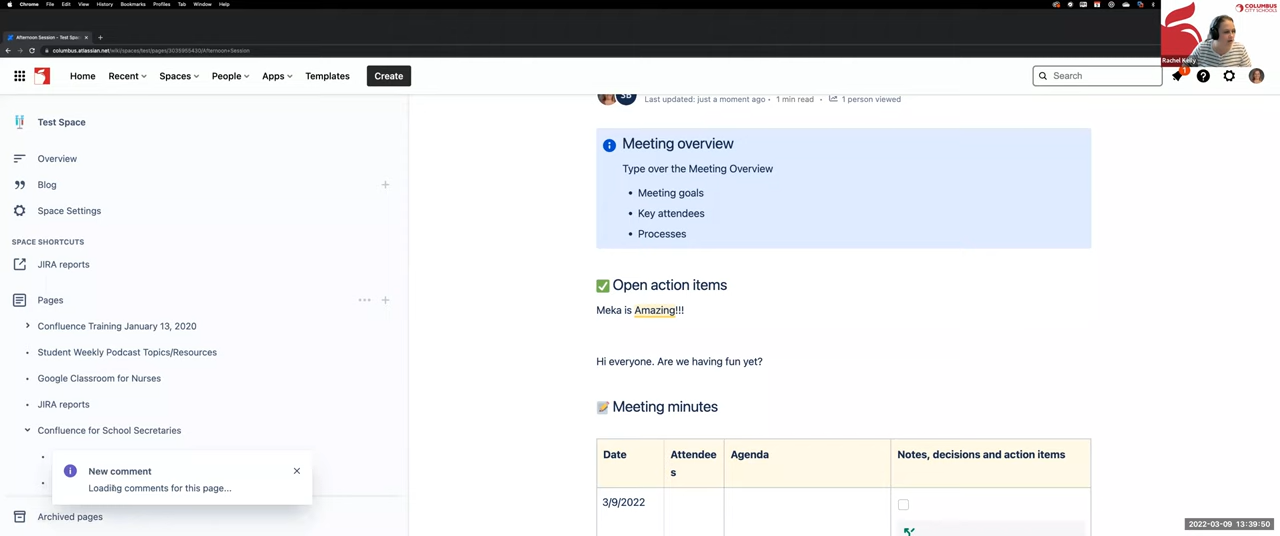 Chrome File Edit View History Bookmarks Profiles Tab Window Help
Afternoon Session - Test Spac
columbus.atlassian.net/wiki/spaces/test/pages/3035955430/Afternoon+Session
COLUMBUS
CITY SCHOOLS
Rachel Kelly
Home Recent Spaces People Apps Templates Create Search
1
Last updated: just a moment ago • 1 min read • 1 person viewed
Test Space
Overview
Blog
Space Settings
SPACE SHORTCUTS
JIRA reports
Pages
Confluence Training January 13, 2020
Student Weekly Podcast Topics/Resources
Google Classroom for Nurses
JIRA reports
Confluence for School Secretaries
New comment
Loading comments for this page...
Archived pages
Meeting overview
Type over the Meeting Overview
• Meeting goals
• Key attendees
• Processes
Open action items
Meka is Amazing!!!
Hi everyone. Are we having fun yet?
Meeting minutes
Date Attendees Agenda Notes, decisions and action items
3/9/2022
2022-03-09 13:39:50